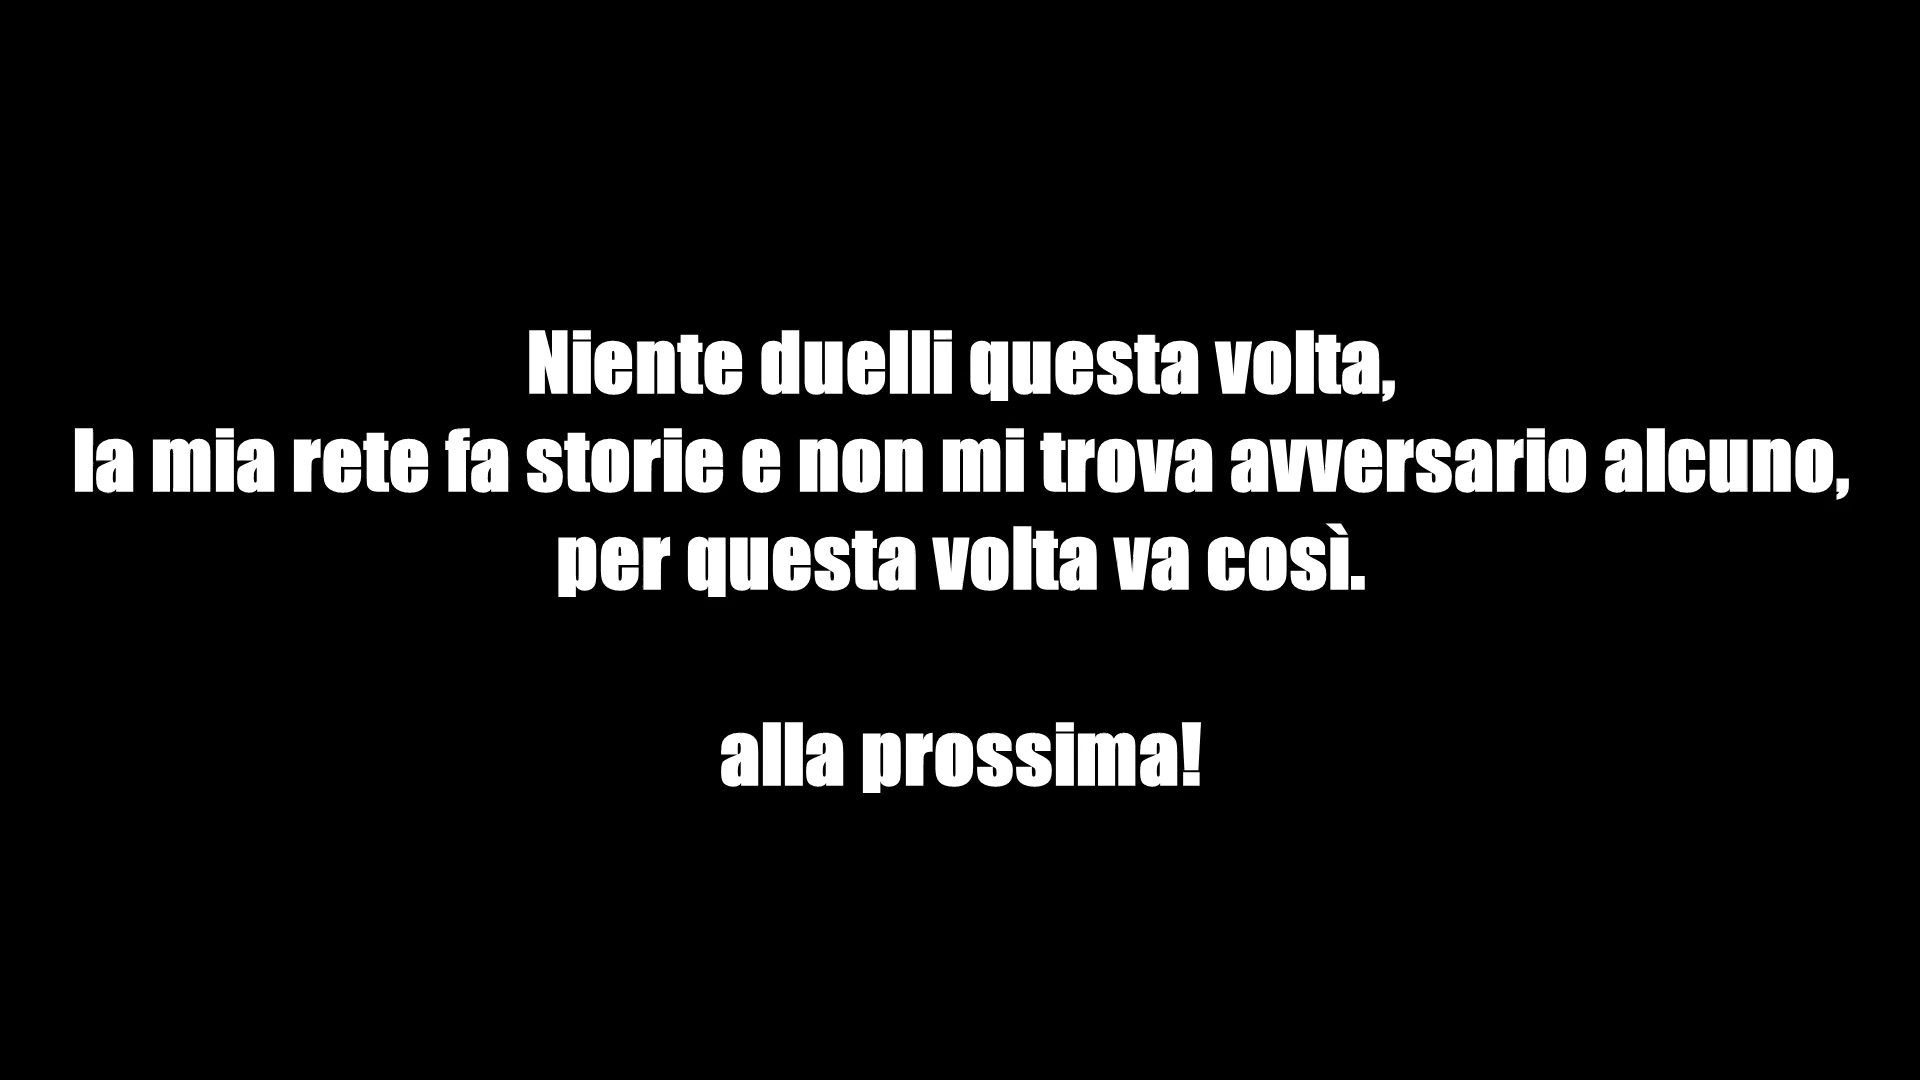 Niente duelli questa volta,
la mia rete fa storie e non mi trova avversario alcuno,
per questa volta va così.
alla prossima!